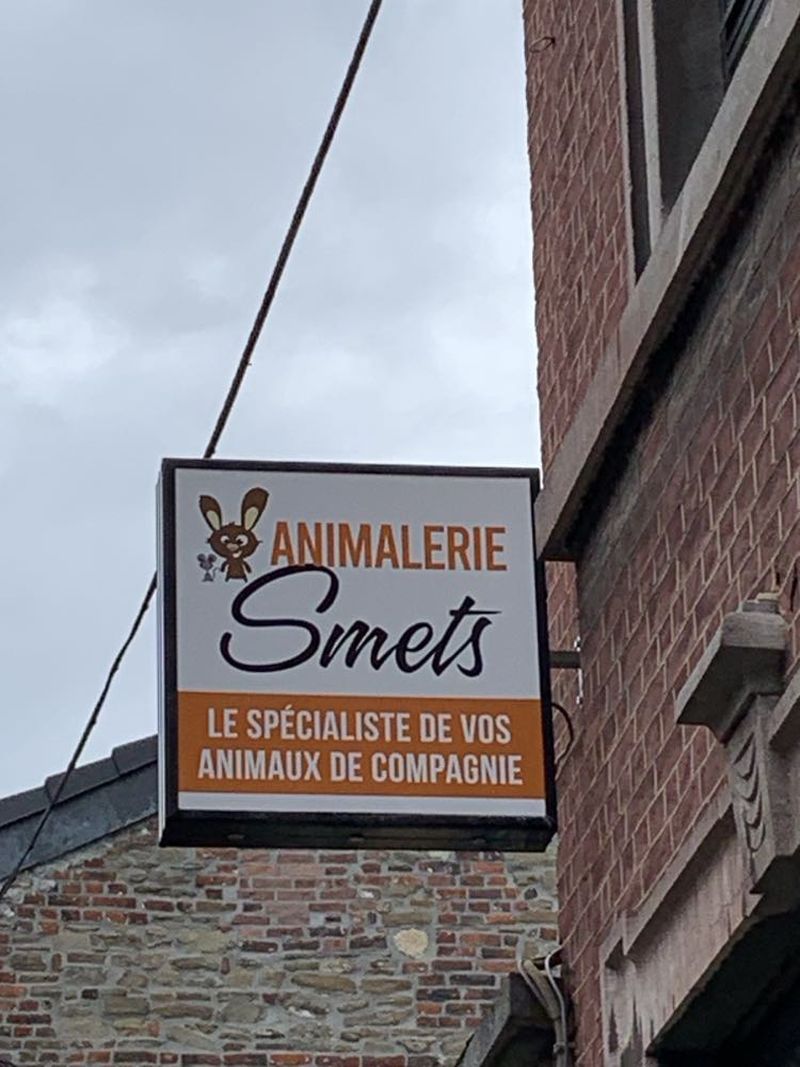 ANIMALERIE
Smets
LE SPÉCIALISTE DE VOS
ANIMAUX DE COMPAGNIE